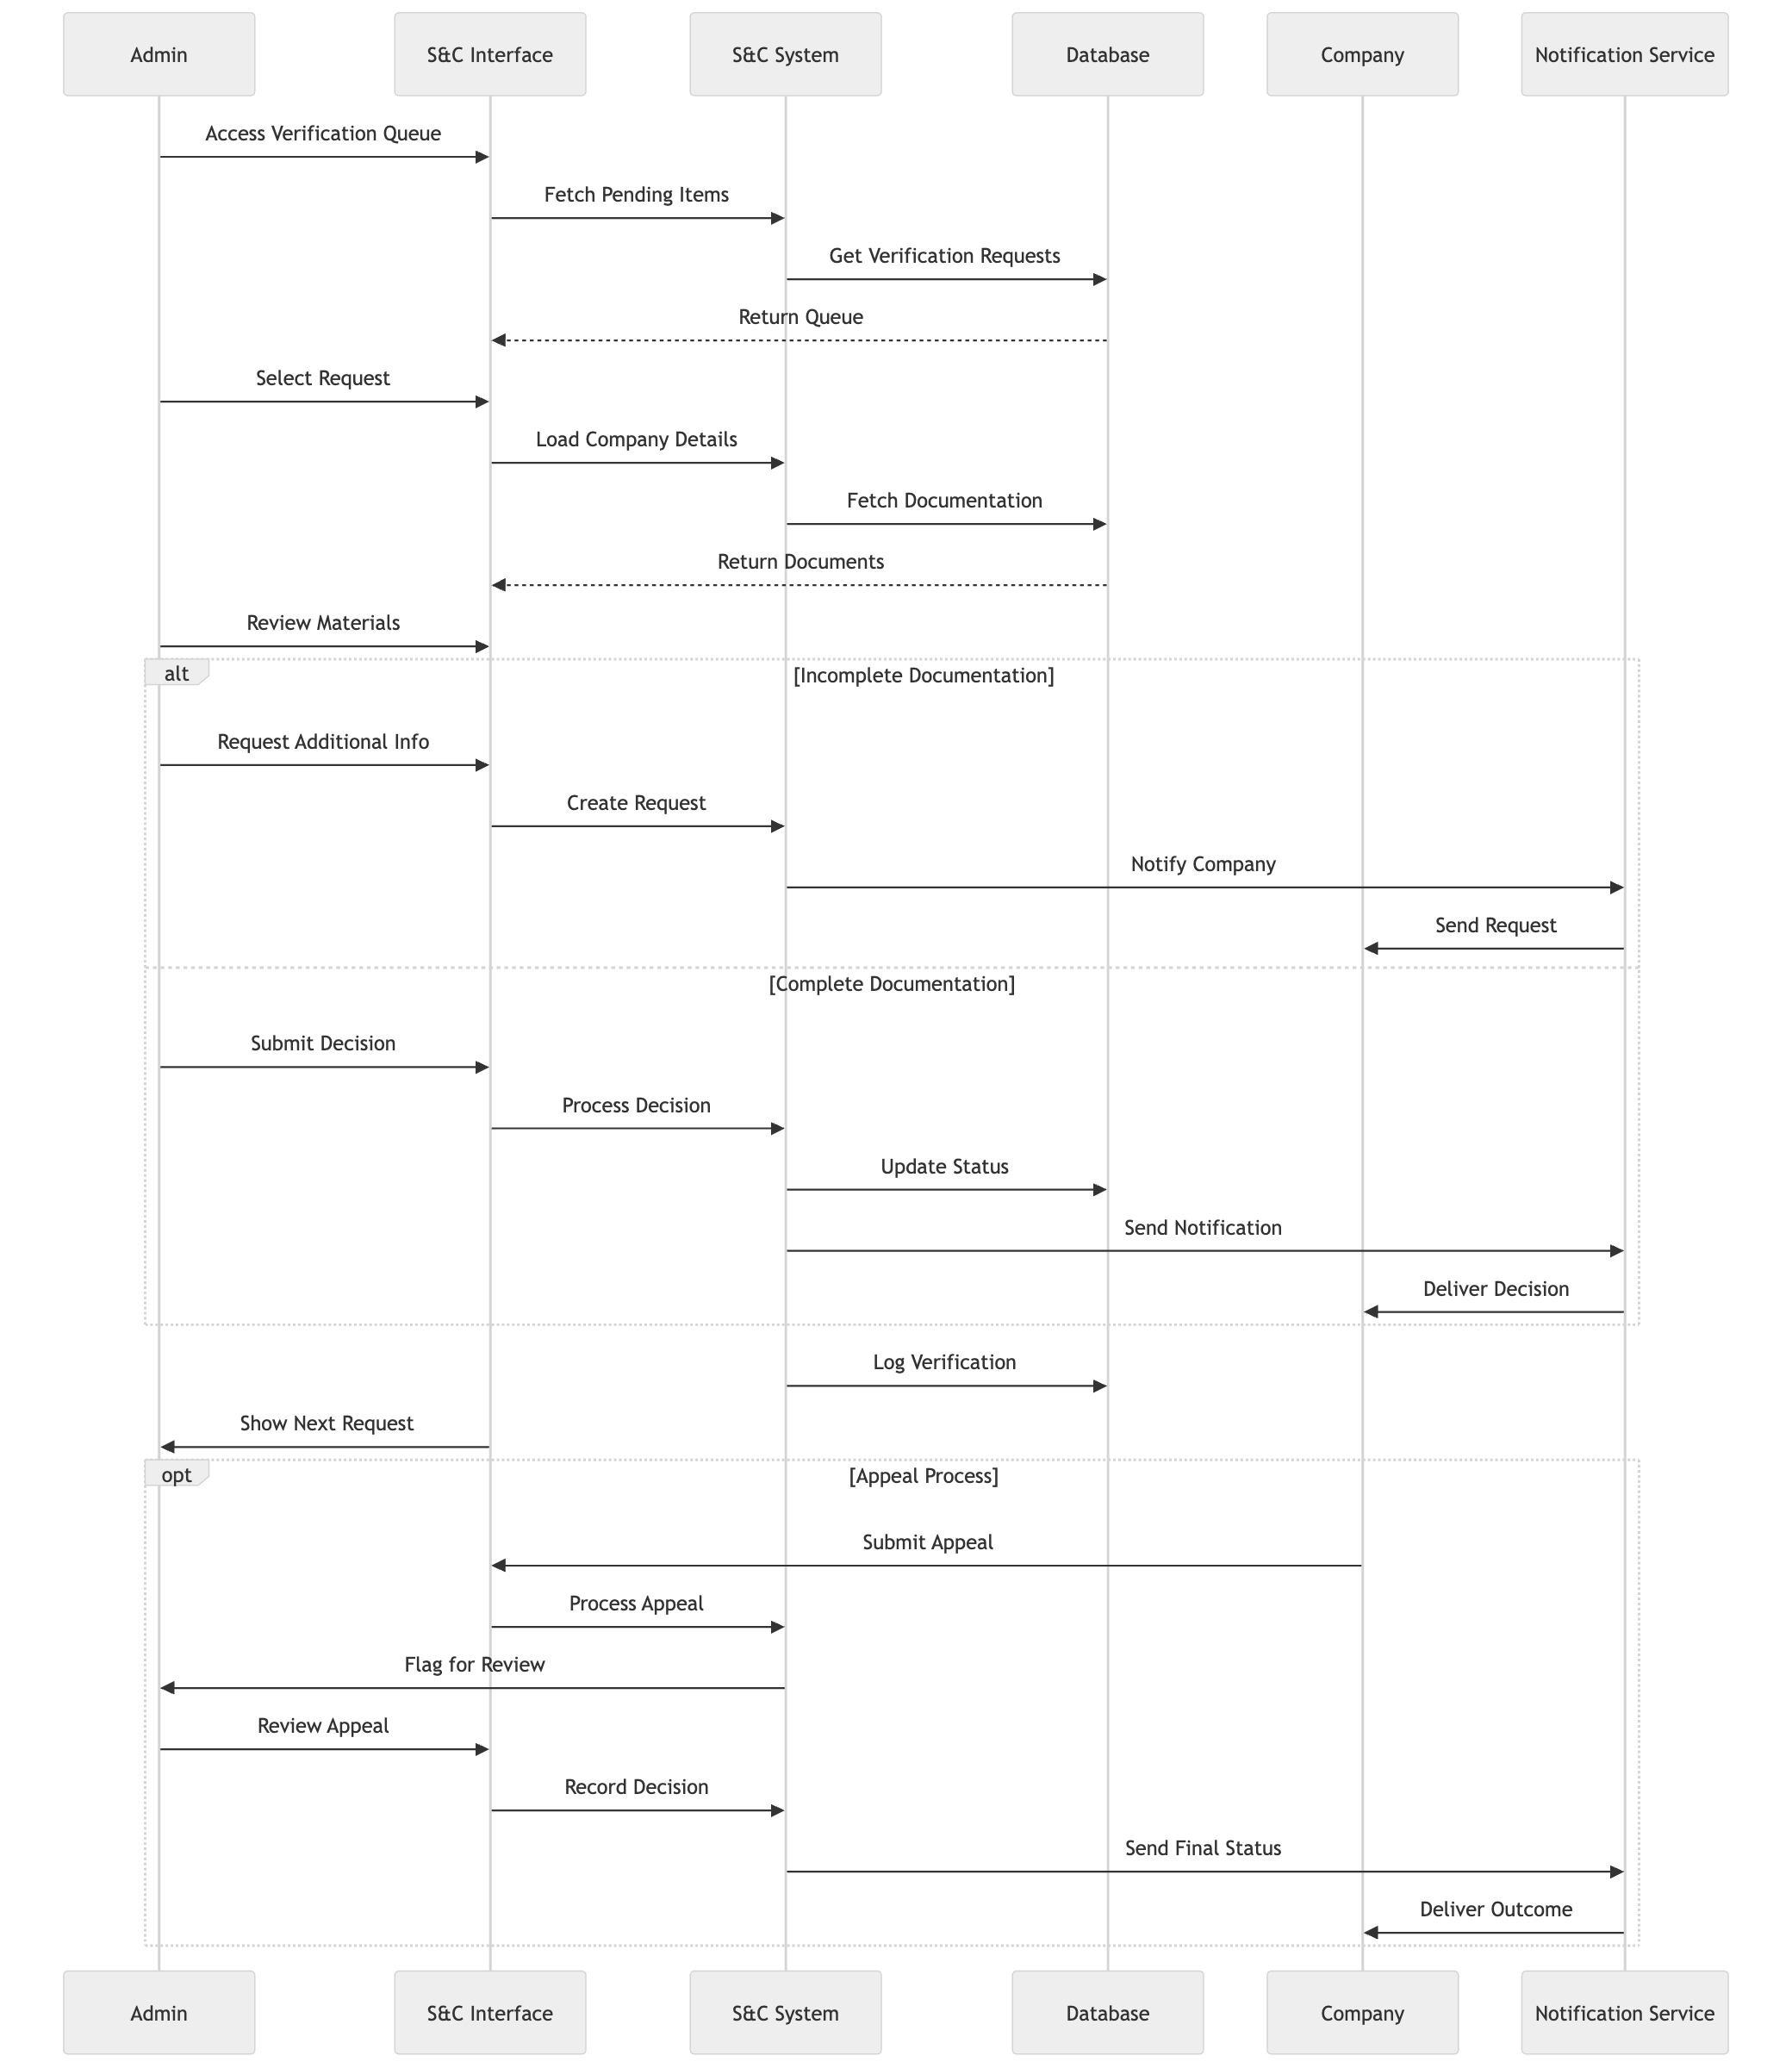 Admin
S&C Interface
S&C System
Database
Company
Notification Service
Access Verification Queue
Fetch Pending Items
Get Verification Requests
Return Queue
Select Request
Load Company Details
Fetch Documentation
Return Documents
Review Materials
alt
[Incomplete Documentation]
Request Additional Info
Create Request
Notify Company
Send Request
[Complete Documentation]
Submit Decision
Process Decision
Update Status
Send Notification
Deliver Decision
Log Verification
Show Next Request
opt
[Appeal Process]
Submit Appeal
Process Appeal
Flag for Review
Review Appeal
Record Decision
Send Final Status
Deliver Outcome
Admin
S&C Interface
S&C System
Database
Company
Notification Service